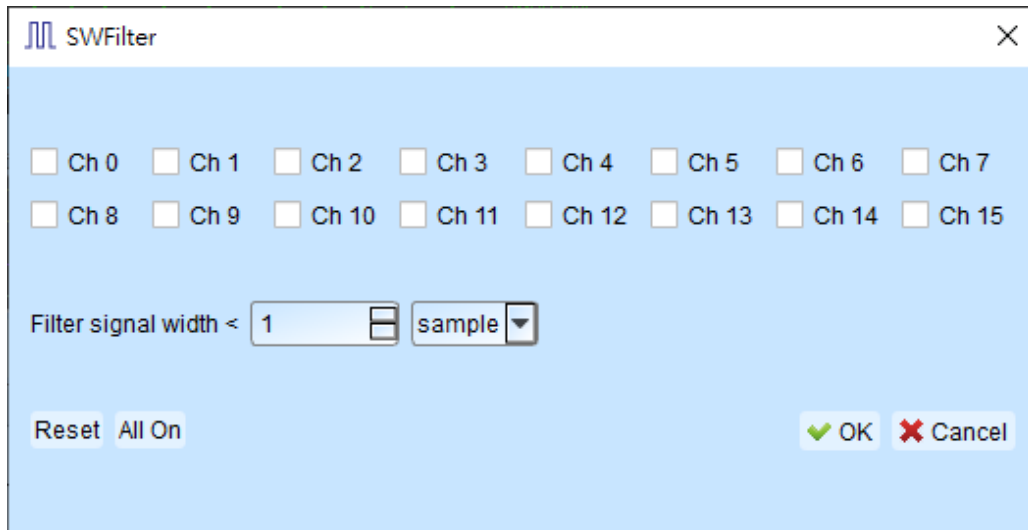 SWFilter
Ch 0 Ch 1 Ch 2 Ch 3 Ch 4 Ch 5 Ch 6 Ch 7
Ch 8 Ch 9 Ch 10 Ch 11 Ch 12 Ch 13 Ch 14 Ch 15
Filter signal width < 1 sample
Reset All On OK Cancel